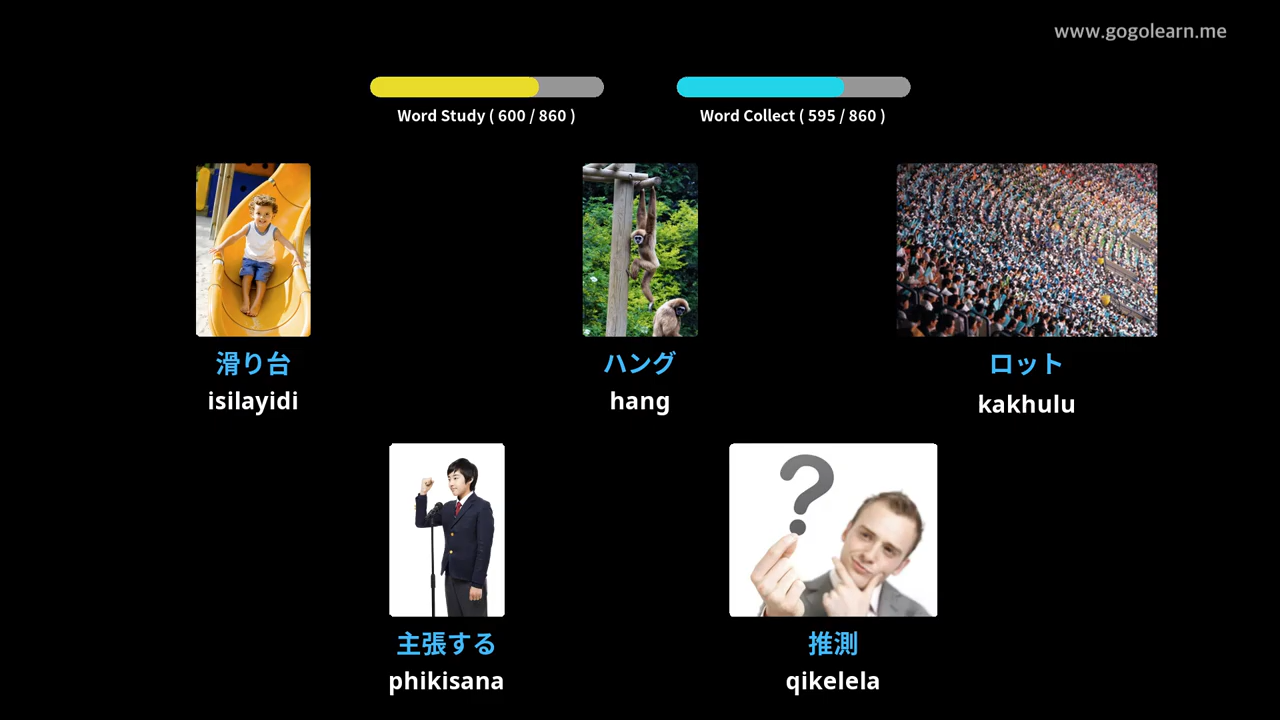 www.gogolearn.me
Word Study ( 600 / 860 )
Word Collect ( 595 / 860 )
滑り台
isilayidi
ハング
hang
ロット
kakhulu
主張する
phikisana
推測
qikelela